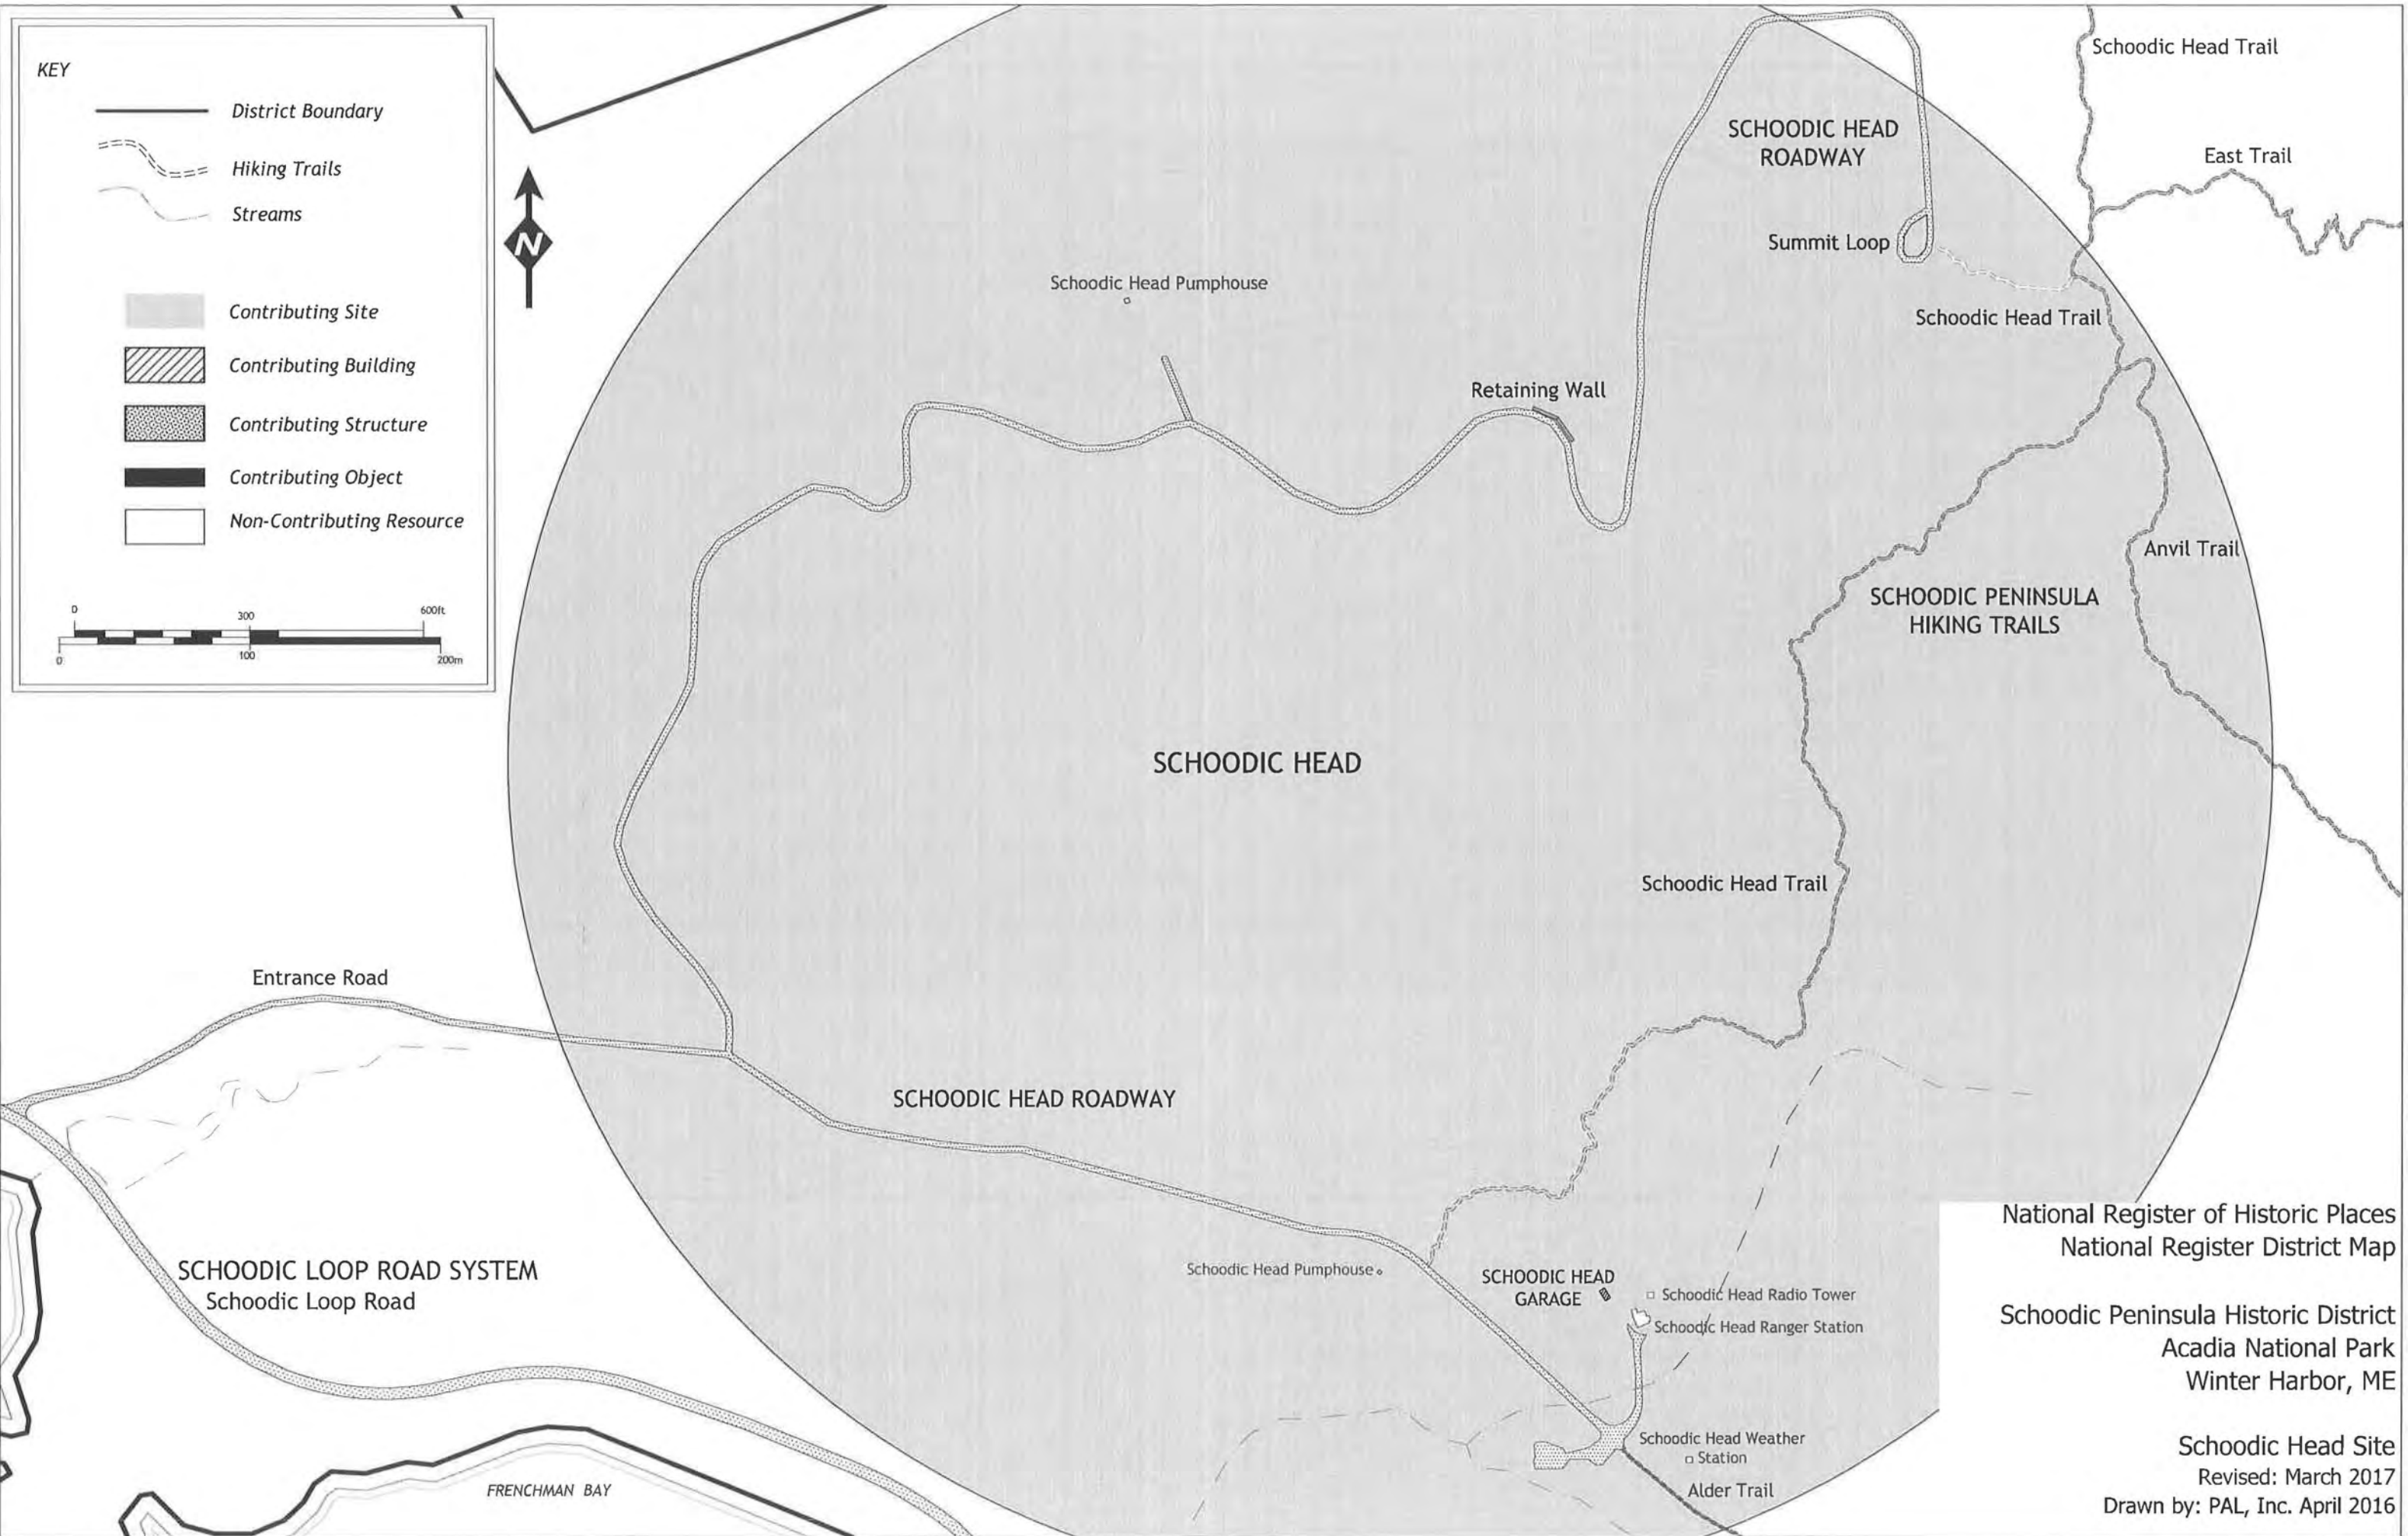 KEY
District Boundary
Hiking Trails
Streams
Contributing Site
Contributing Building
Contributing Structure
Contributing Object
Non-Contributing Resource
0
300
600ft
0
100
200m
N
Schoodic Head Trail
East Trail
SCHOODIC HEAD
ROADWAY
Summit Loop
Schoodic Head Pumphouse
Schoodic Head Trail
Retaining Wall
Anvil Trail
SCHOODIC PENINSULA
HIKING TRAILS
SCHOODIC HEAD
Schoodic Head Trail
Entrance Road
SCHOODIC HEAD ROADWAY
SCHOODIC LOOP ROAD SYSTEM
Schoodic Loop Road
Schoodic Head Pumphouse
SCHOODIC HEAD
GARAGE
Schoodic Head Radio Tower
Schoodic Head Ranger Station
Schoodic Head Weather
Station
Alder Trail
FRENCHMAN BAY
National Register of Historic Places
National Register District Map
Schoodic Peninsula Historic District
Acadia National Park
Winter Harbor, ME
Schoodic Head Site
Revised: March 2017
Drawn by: PAL, Inc. April 2016